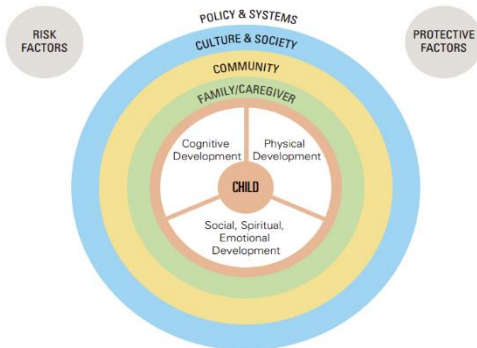 POLICY & SYSTEMS
RISK
FACTORS
PROTECTIVE
FACTORS
CULTURE & SOCIETY
COMMUNITY
FAMILY/CAREGIVER
Cognitive
Development
Physical
Development
CHILD
Social, Spiritual,
Emotional
Development